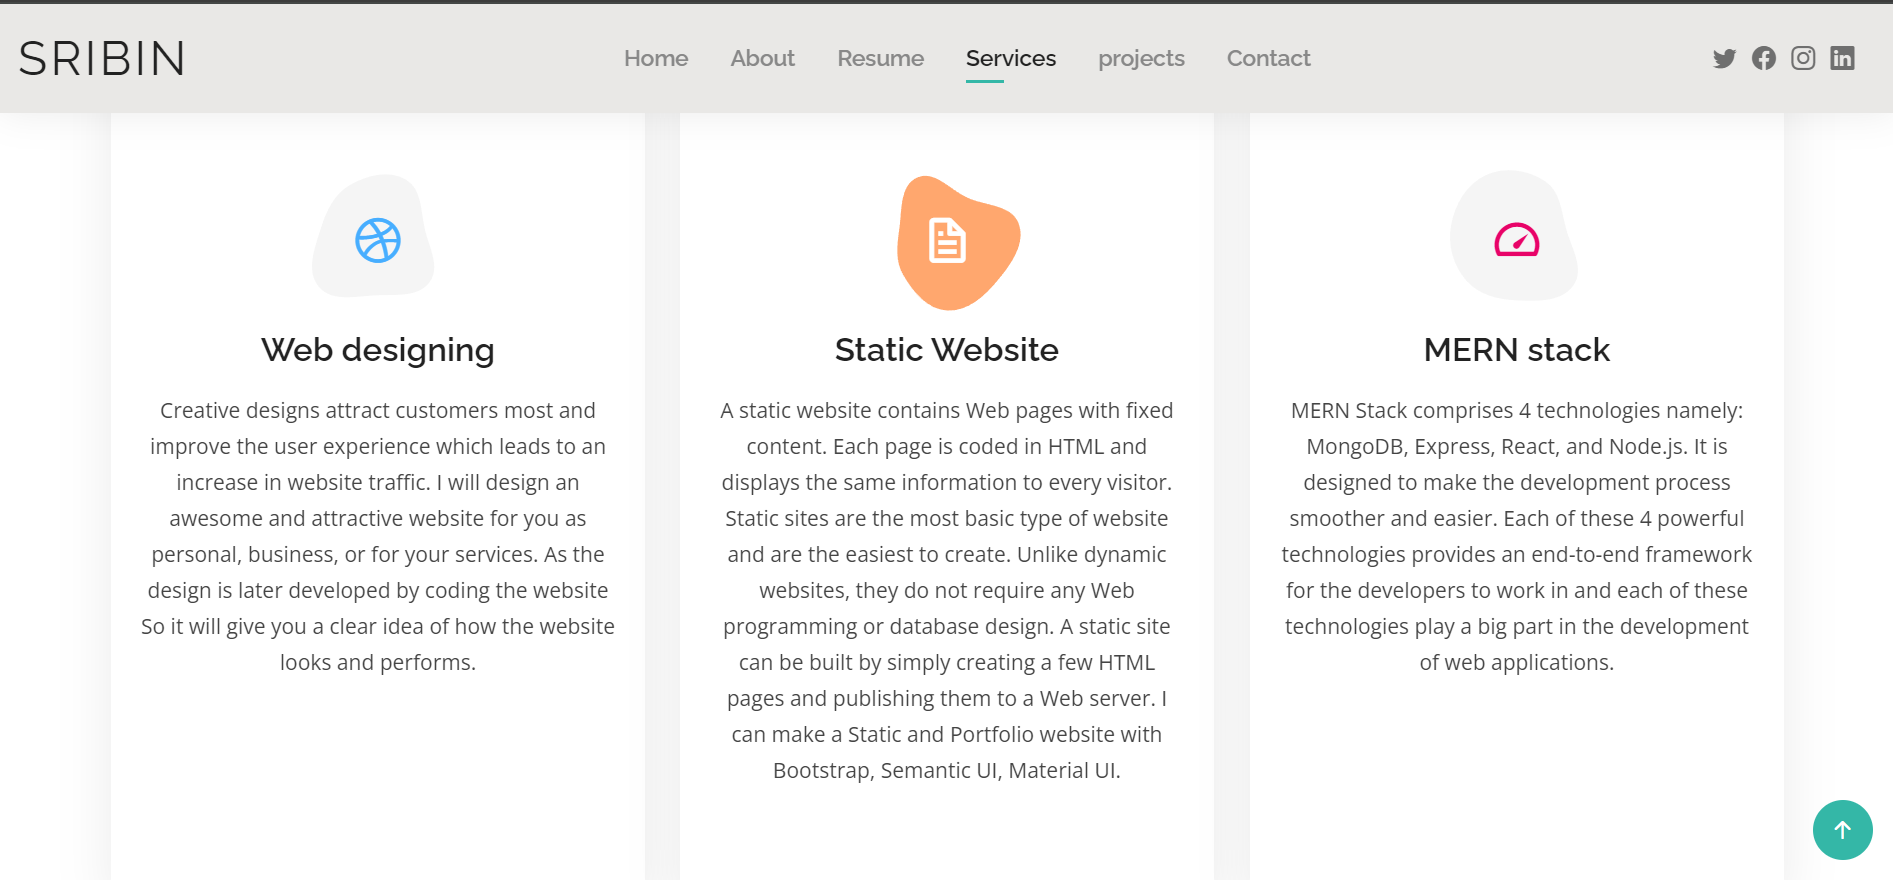 SRIBIN
Home About Resume Services projects Contact
Web designing
Creative designs attract customers most and
improve the user experience which leads to an
increase in website traffic. I will design an
awesome and attractive website for you as
personal, business, or for your services. As the
design is later developed by coding the website
So it will give you a clear idea of how the website
looks and performs.
Static Website
A static website contains Web pages with fixed
content. Each page is coded in HTML and
displays the same information to every visitor.
Static sites are the most basic type of website
and are the easiest to create. Unlike dynamic
websites, they do not require any Web
programming or database design. A static site
can be built by simply creating a few HTML
pages and publishing them to a Web server. I
can make a Static and Portfolio website with
Bootstrap, Semantic UI, Material UI.
MERN stack
MERN Stack comprises 4 technologies namely:
MongoDB, Express, React, and Node.js. It is
designed to make the development process
smoother and easier. Each of these 4 powerful
technologies provides an end-to-end framework
for the developers to work in and each of these
technologies play a big part in the development
of web applications.